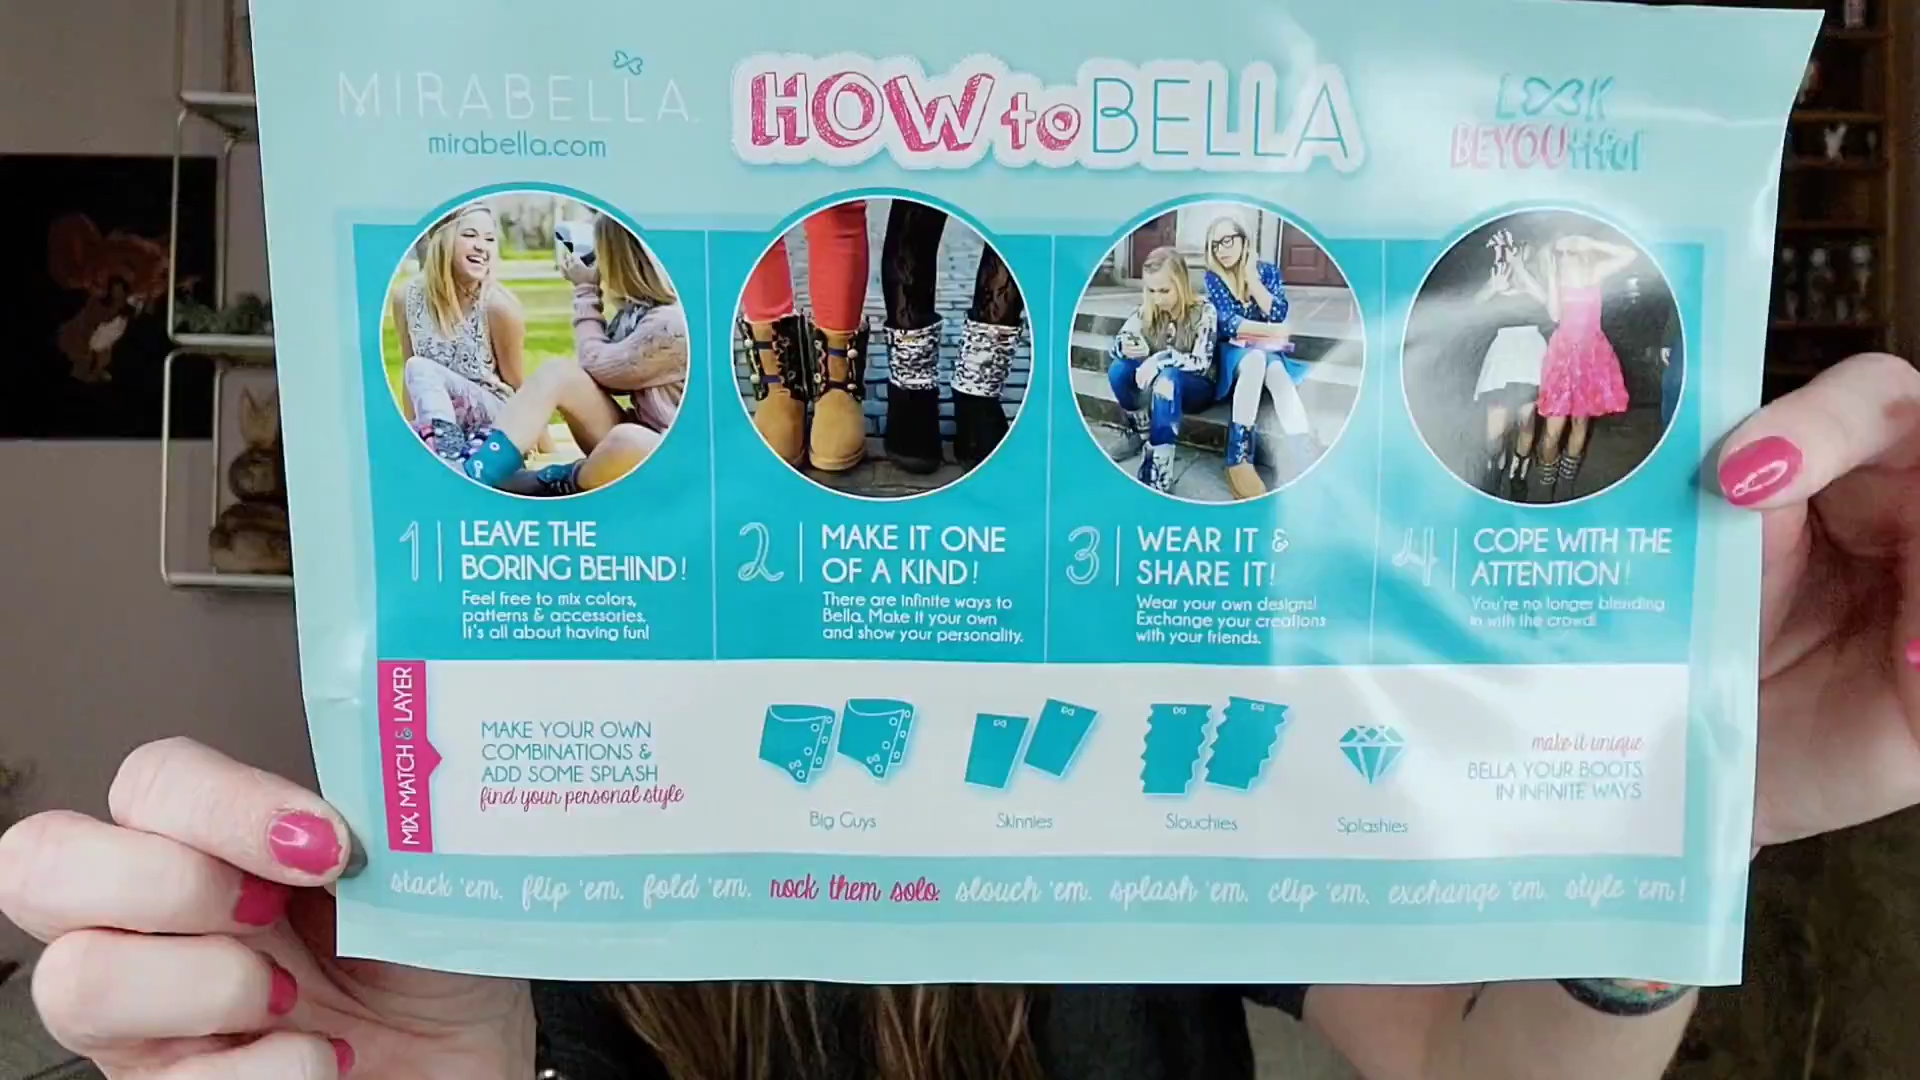 MIRABELLA
mirabella.com
HOW to BELLA
LOOK
BEYOUtiful
1
LEAVE THE
BORING BEHIND!
Feel free to mix colors,
patterns & accessories.
It's all about having fun!
2
MAKE IT ONE
OF A KIND!
There are infinite ways to
Bella. Make it your own
and show your personality.
3
WEAR IT &
SHARE IT!
Wear your own designs!
Exchange your creations
with your friends.
4
COPE WITH THE
ATTENTION!
You're no longer blending
in with the crowd!
MIX, MATCH & LAYER
MAKE YOUR OWN
COMBINATIONS &
ADD SOME SPLASH
find your personal style
Big Guys
Skinnies
Slouchies
Splashies
make it unique
BELLA YOUR BOOTS
IN INFINITE WAYS
stack 'em. flip 'em. fold 'em. rock them solo. slouch 'em. splash 'em. clip 'em. exchange 'em. style 'em!